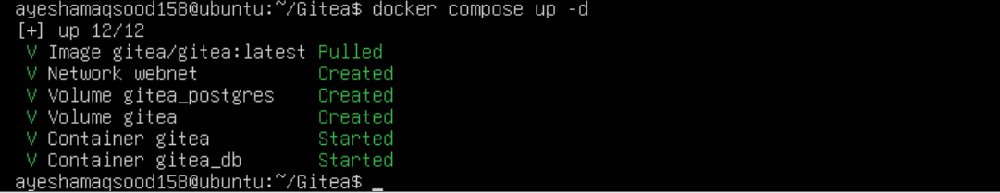 ayeshamaqsood158@ubuntu:~/Gitea$ docker compose up -d
[+] up 12/12
V Image gitea/gitea:latest Pulled
V Network webnet Created
V Volume gitea_postgres Created
V Volume gitea Created
V Container gitea Started
V Container gitea_db Started
ayeshamaqsood158@ubuntu:~/Gitea$ _